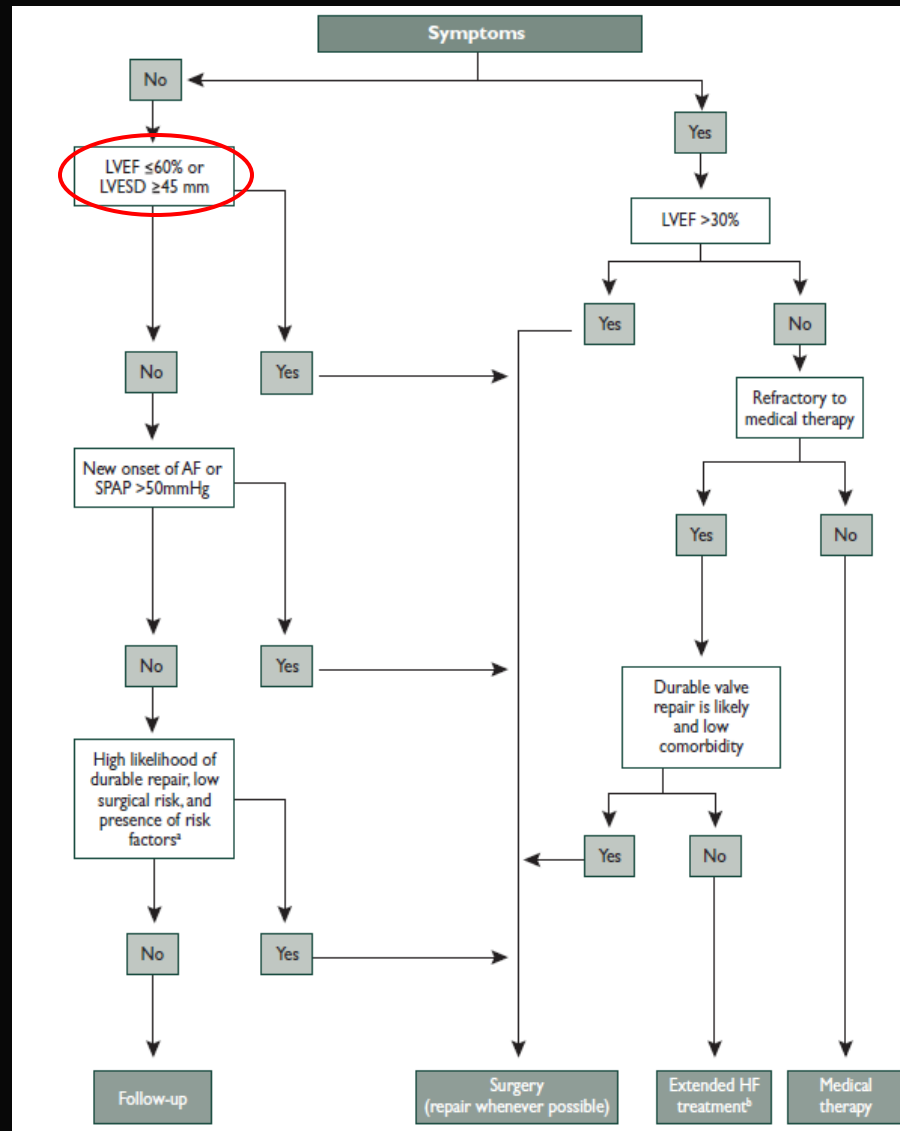 Symptoms
No
Yes
LVEF ≤60% or
LVESD ≥45 mm
LVEF >30%
Yes
No
No
Yes
Refractory to
medical therapy
New onset of AF or
SPAP >50mmHg
Yes
No
No
Yes
Durable valve
repair is likely
and low
comorbidity
High likelihood of
durable repair, low
surgical risk, and
presence of risk
factorsᵃ
Yes
No
No
Yes
Follow-up
Surgery
(repair whenever possible)
Extended HF
treatmentᵇ
Medical
therapy